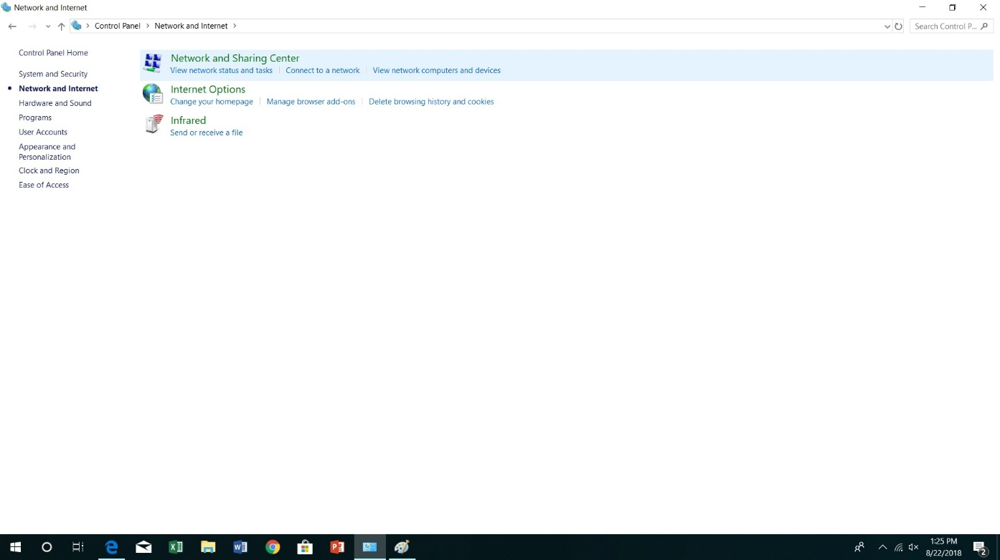 Network and Internet
Control Panel > Network and Internet >
Search Control P...
Control Panel Home
System and Security
Network and Internet
Hardware and Sound
Programs
User Accounts
Appearance and
Personalization
Clock and Region
Ease of Access
Network and Sharing Center
View network status and tasks | Connect to a network | View network computers and devices
Internet Options
Change your homepage | Manage browser add-ons | Delete browsing history and cookies
Infrared
Send or receive a file
1:25 PM
8/22/2018
2